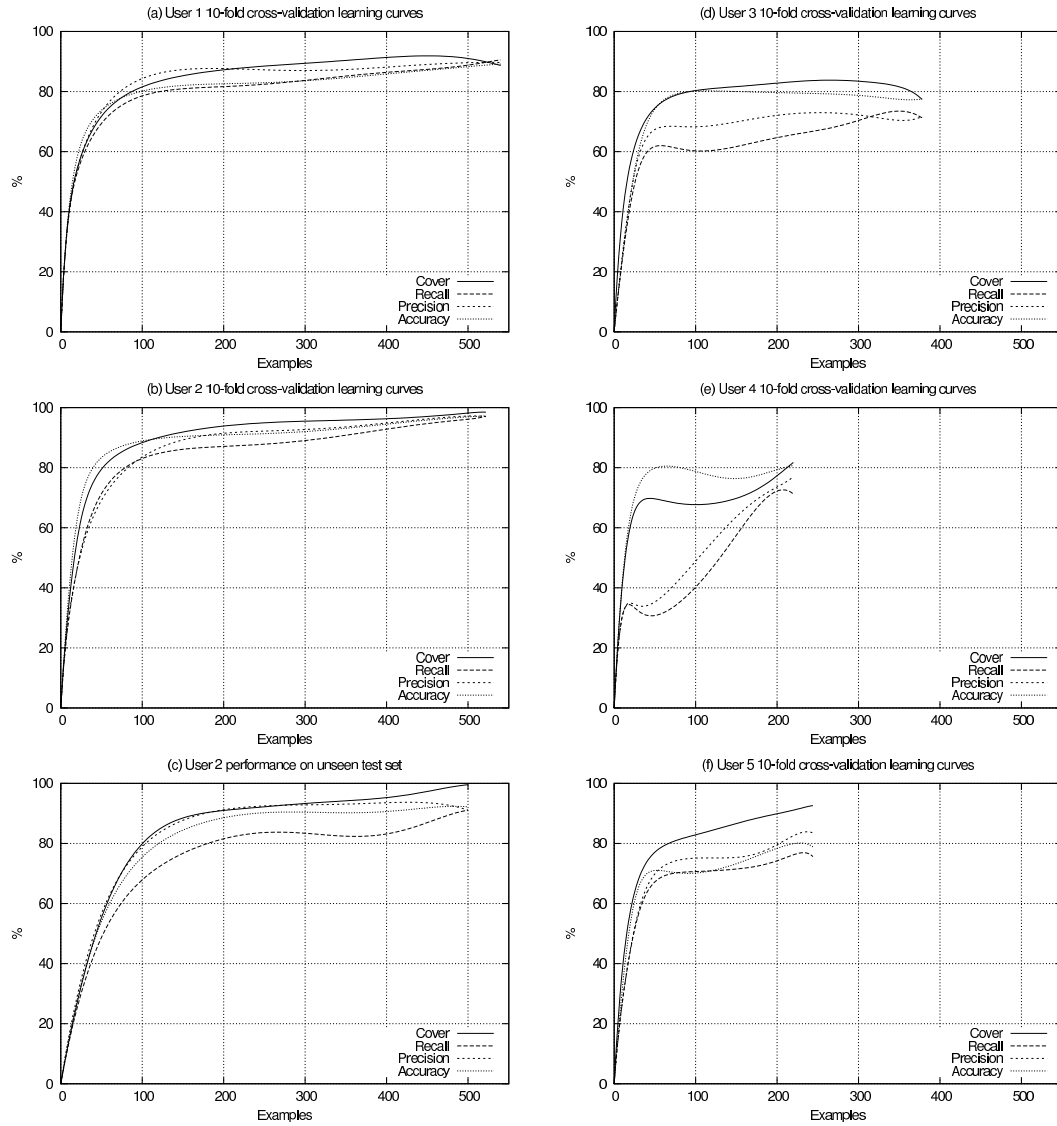 (a) User 1 10-fold cross-validation learning curves
100
80
60
40
20
0
%
Cover
Recall
Precision
Accuracy
0 100 200 300 400 500
Examples
(b) User 2 10-fold cross-validation learning curves
100
80
60
40
20
0
%
Cover
Recall
Precision
Accuracy
0 100 200 300 400 500
Examples
(c) User 2 performance on unseen test set
100
80
60
40
20
0
%
Cover
Recall
Precision
Accuracy
0 100 200 300 400 500
Examples
(d) User 3 10-fold cross-validation learning curves
100
80
60
40
20
0
%
Cover
Recall
Precision
Accuracy
0 100 200 300 400 500
Examples
(e) User 4 10-fold cross-validation learning curves
100
80
60
40
20
0
%
Cover
Recall
Precision
Accuracy
0 100 200 300 400 500
Examples
(f) User 5 10-fold cross-validation learning curves
100
80
60
40
20
0
%
Cover
Recall
Precision
Accuracy
0 100 200 300 400 500
Examples